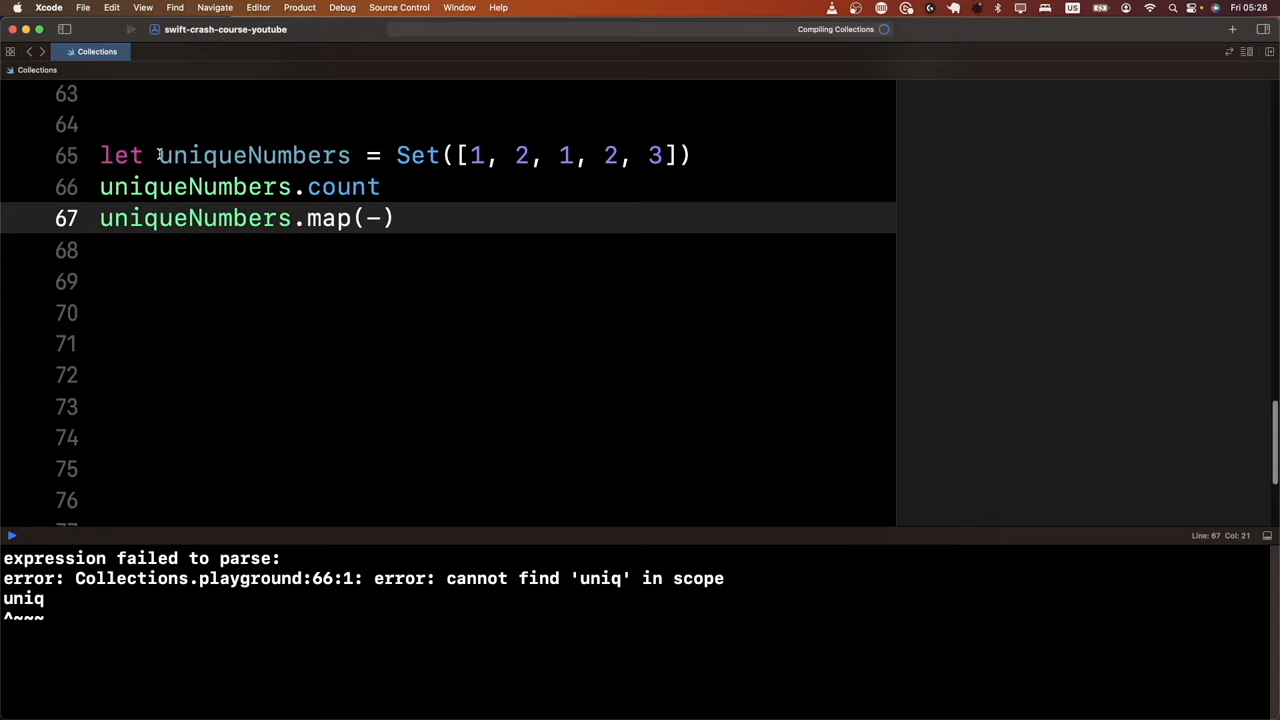 Xcode File Edit View Find Navigate Editor Product Debug Source Control Window Help Fri 05:28
swift-crash-course-youtube Compiling Collections
Collections
Collections
63
64
65 let uniqueNumbers = Set([1, 2, 1, 2, 3])
66 uniqueNumbers.count
67 uniqueNumbers.map(-)
68
69
70
71
72
73
74
75
76
Line: 67 Col: 21
expression failed to parse:
error: Collections.playground:66:1: error: cannot find 'uniq' in scope
uniq
^~~~